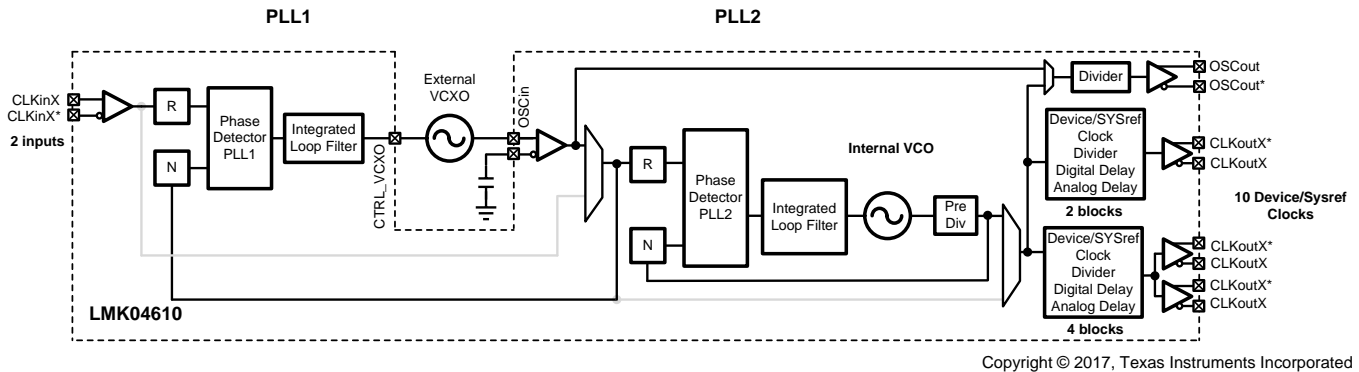 PLL1
PLL2
CLKinX
CLKinX*
2 inputs
R
N
Phase
Detector
PLL1
Integrated
Loop Filter
CTRL_VCXO
External
VCXO
OSCin
R
N
Phase
Detector
PLL2
Integrated
Loop Filter
Internal VCO
Pre
Div
Divider
OSCout
OSCout*
Device/SYSref
Clock
Divider
Digital Delay
Analog Delay
2 blocks
CLKoutX*
CLKoutX
10 Device/Sysref
Clocks
Device/SYSref
Clock
Divider
Digital Delay
Analog Delay
4 blocks
CLKoutX*
CLKoutX
CLKoutX*
CLKoutX
LMK04610
Copyright © 2017, Texas Instruments Incorporated